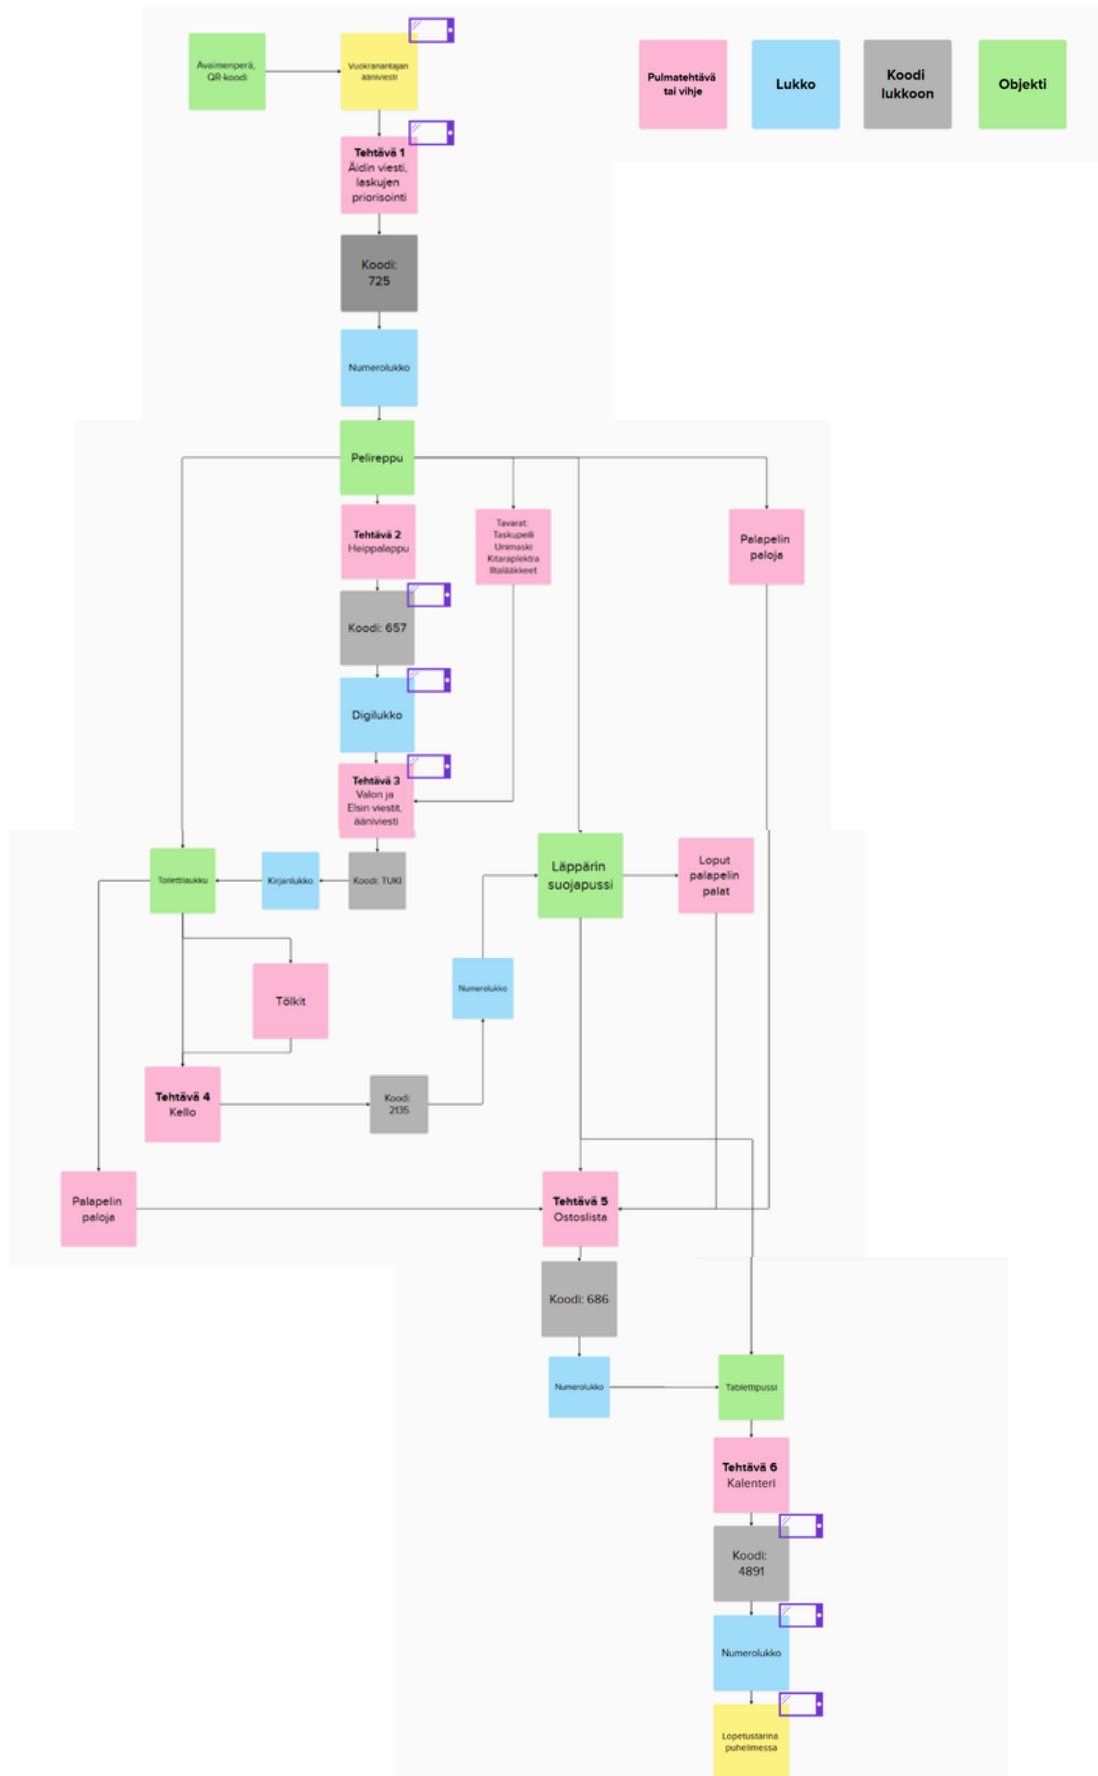 Avaimenperä,
QR-koodi
Vuokranantajan
ääniviesti
Pulmatehtävä
tai vihje
Lukko
Koodi
lukkoon
Objekti
Tehtävä 1
Äidin viesti,
laskujen
priorisointi
Koodi:
725
Numerolukko
Pelireppu
Tehtävä 2
Heippalappu
Tavarat:
Taskupeili
Unimaski
Kitaraplektra
Iltalääkkeet
Palapelin
paloja
Koodi: 657
Digilukko
Tehtävä 3
Valon ja
Elsin viestit,
ääniviesti
Toilettilaukku
Kirjanlukko
Koodi: TUKI
Läppärin
suojapussi
Loput
palapelin
palat
Tölkit
Numerolukko
Tehtävä 4
Kello
Koodi:
2135
Palapelin
paloja
Tehtävä 5
Ostoslista
Koodi: 686
Numerolukko
Tablettipussi
Tehtävä 6
Kalenteri
Koodi:
4891
Numerolukko
Lopetustarina
puhelimessa